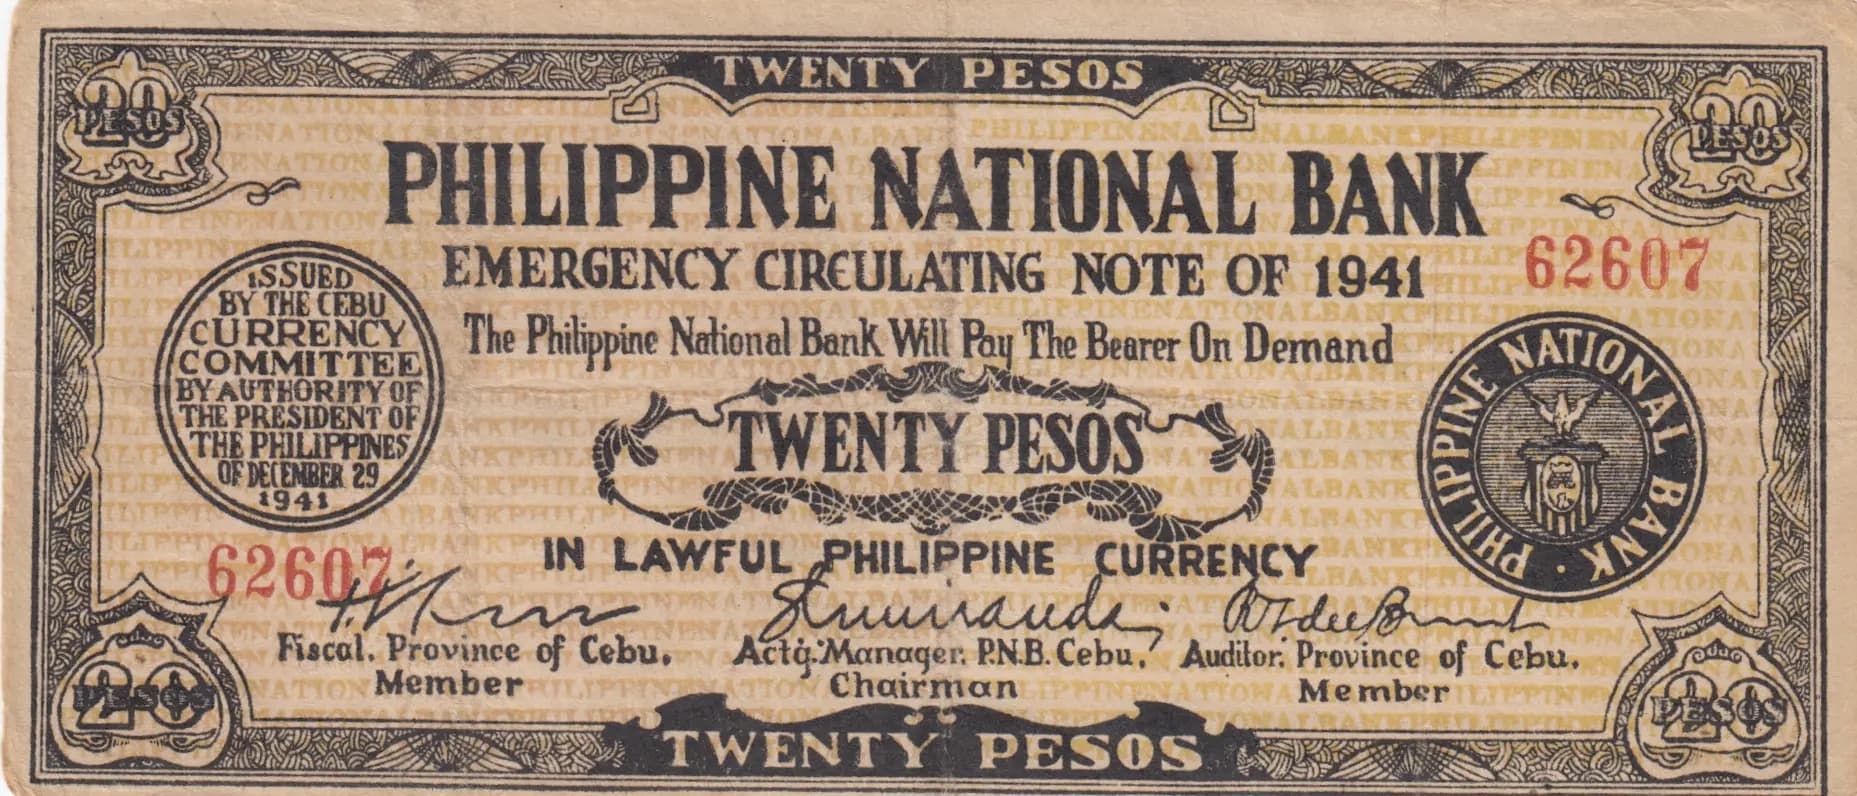 TWENTY PESOS
20 PESOS
20 PESOS
PHILIPPINE NATIONAL BANK
EMERGENCY CIRCULATING NOTE OF 1941
62607
The Philippine National Bank Will Pay The Bearer On Demand
ISSUED
BY THE CEBU
CURRENCY
COMMITTEE
BY AUTHORITY OF
THE PRESIDENT OF
THE PHILIPPINES
OF DECEMBER 29
1941
TWENTY PESOS
PHILIPPINE NATIONAL BANK
IN LAWFUL PHILIPPINE CURRENCY
62607
Fiscal. Province of Cebu.
Member
Actg. Manager. P.N.B. Cebu.
Chairman
Auditor. Province of Cebu.
Member
20 PESOS
20 PESOS
TWENTY PESOS